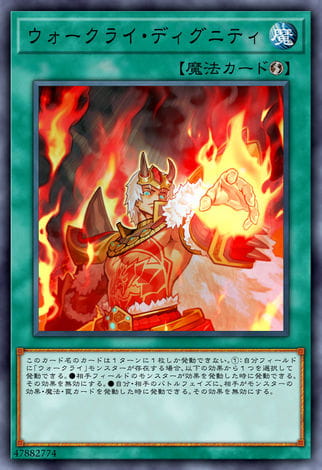 ウォークライ・ディグニティ
魔
【魔法カード】
このカード名のカードは1ターンに1枚しか発動できない。①:自分フィールド
に「ウォークライ」モンスターが存在する場合、以下の効果から1つを選択して
発動できる。●相手フィールドのモンスターが効果を発動した時に発動できる。
その効果を無効にする。●自分・相手のバトルフェイズに、相手がモンスターの
効果・魔法・罠カードを発動した時に発動できる。その効果を無効にする。
47882774